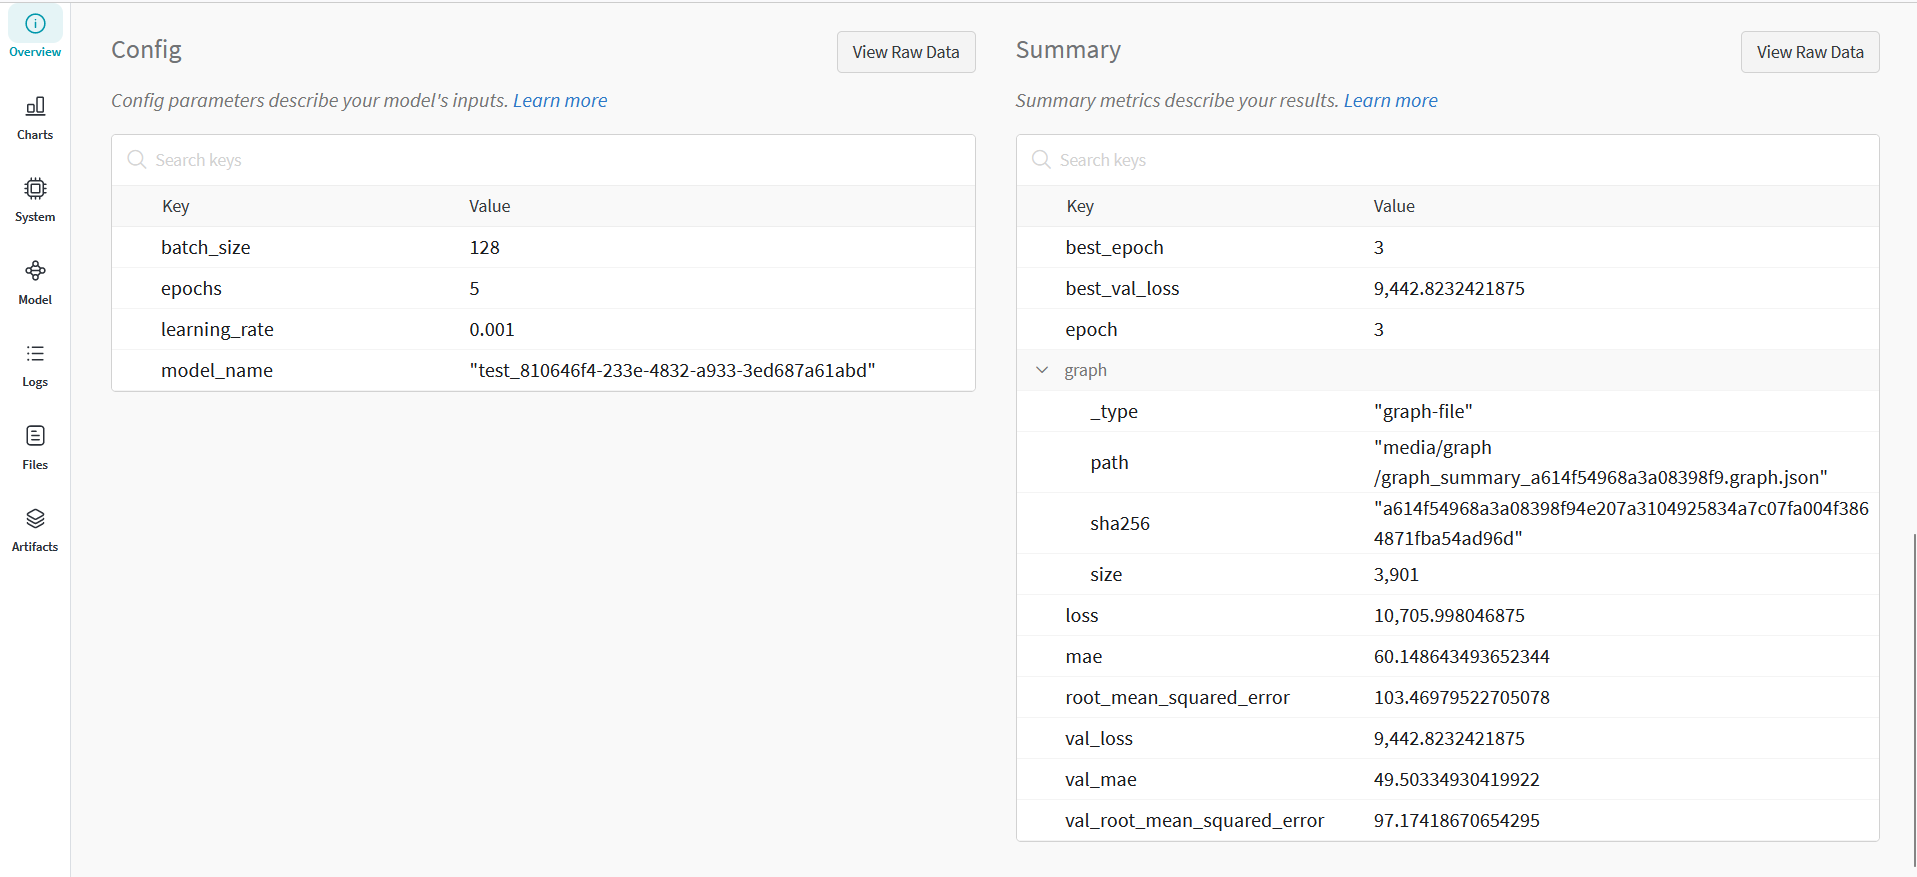 Overview
Charts
System
Model
Logs
Files
Artifacts
Config
View Raw Data
Config parameters describe your model's inputs. Learn more
Search keys
Key Value
batch_size 128
epochs 5
learning_rate 0.001
model_name "test_810646f4-233e-4832-a933-3ed687a61abd"
Summary
View Raw Data
Summary metrics describe your results. Learn more
Search keys
Key Value
best_epoch 3
best_val_loss 9,442.8232421875
epoch 3
graph
_type "graph-file"
path "media/graph
/graph_summary_a614f54968a3a08398f9.graph.json"
sha256 "a614f54968a3a08398f94e207a3104925834a7c07fa004f386
4871fba54ad96d"
size 3,901
loss 10,705.998046875
mae 60.148643493652344
root_mean_squared_error 103.46979522705078
val_loss 9,442.8232421875
val_mae 49.50334930419922
val_root_mean_squared_error 97.17418670654295